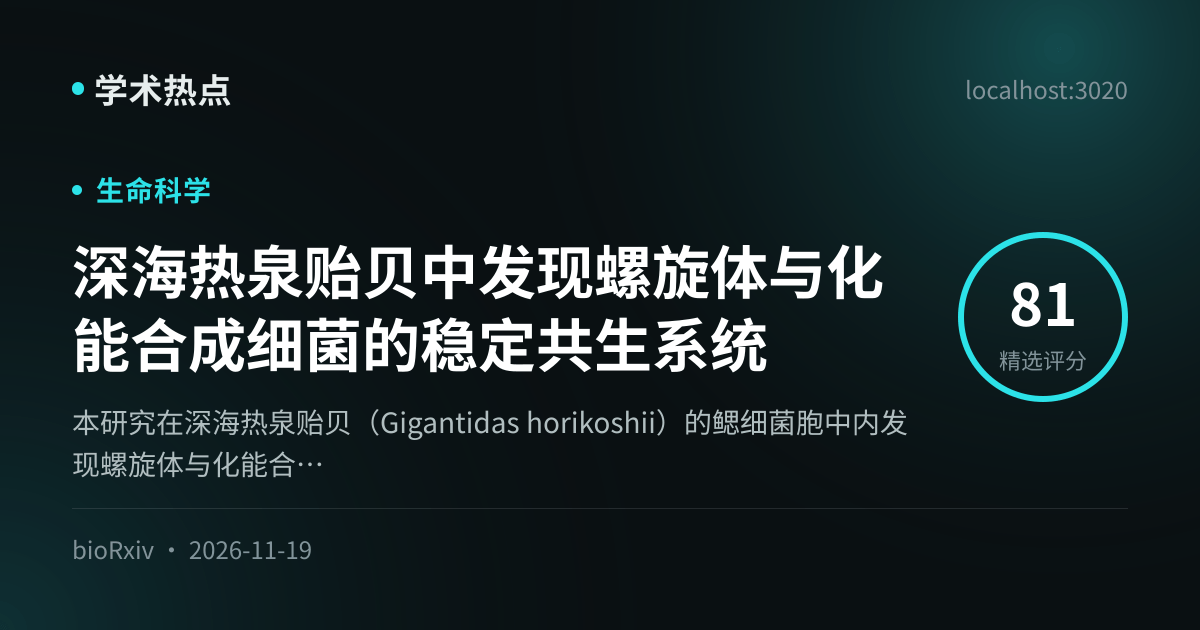 学术热点
localhost:3020
生命科学
深海热泉贻贝中发现螺旋体与化
能合成细菌的稳定共生系统
81
精选评分
本研究在深海热泉贻贝（Gigantidas horikoshii）的鳃细菌胞中内发
现螺旋体与化能合…
bioRxiv • 2026-11-19